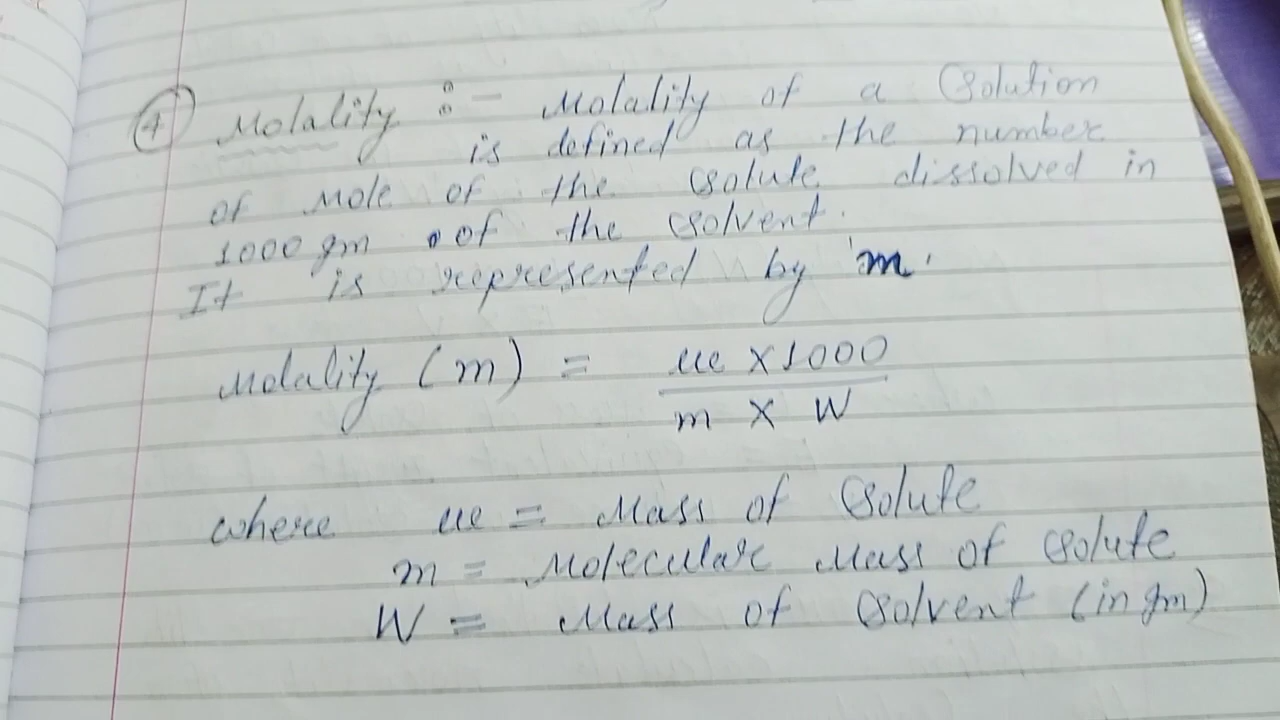 (4) Molality :- Molality of a solution
is defined as the number
of mole of the solute dissolved in
1000 gm of the solvent.
It is represented by 'm'.
Molality (m) = w × 1000
m × W
where w = Mass of solute
m = Molecular Mass of solute
W = Mass of solvent (in gm)